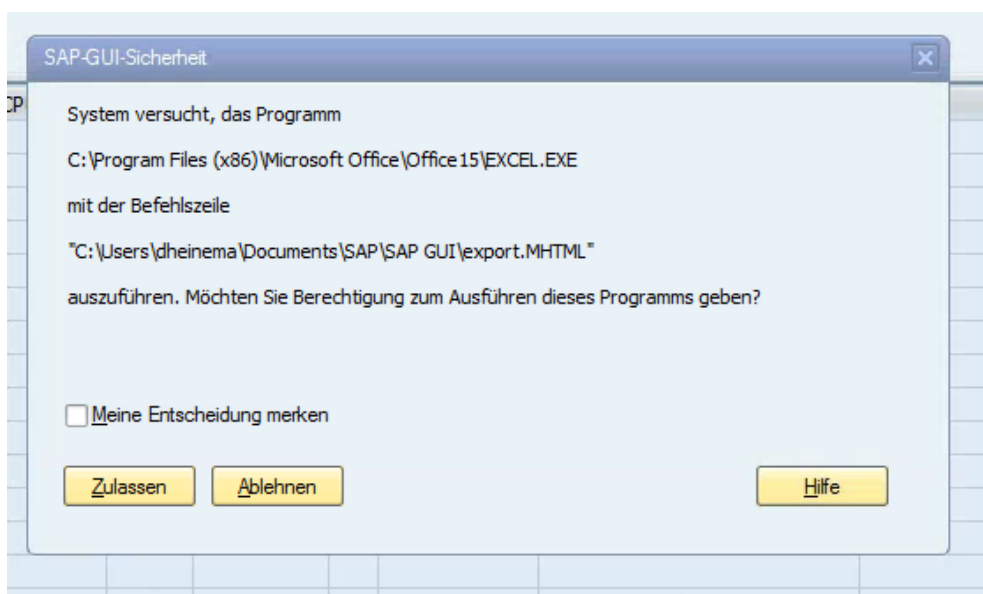 SAP-GUI-Sicherheit
CP
System versucht, das Programm
C:\Program Files (x86)\Microsoft Office\Office15\EXCEL.EXE
mit der Befehlszeile
"C:\Users\dheinema\Documents\SAP\SAP GUI\export.MHTML"
auszuführen. Möchten Sie Berechtigung zum Ausführen dieses Programms geben?
Meine Entscheidung merken
Zulassen Ablehnen Hilfe